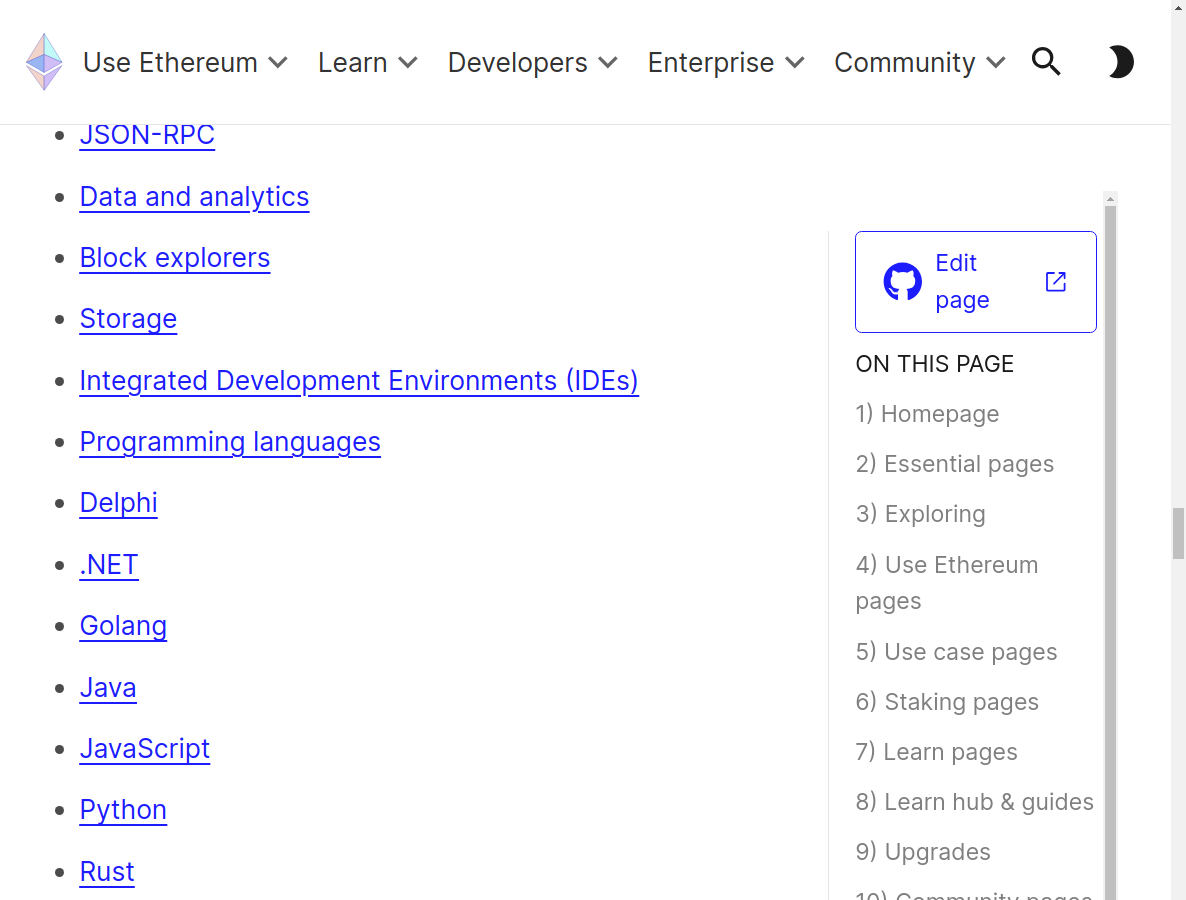 Use Ethereum
Learn
Developers
Enterprise
Community
JSON-RPC
Data and analytics
Block explorers
Storage
Integrated Development Environments (IDEs)
Programming languages
Delphi
.NET
Golang
Java
JavaScript
Python
Rust
Edit
page
ON THIS PAGE
1) Homepage
2) Essential pages
3) Exploring
4) Use Ethereum
pages
5) Use case pages
6) Staking pages
7) Learn pages
8) Learn hub & guides
9) Upgrades
10) Community pages